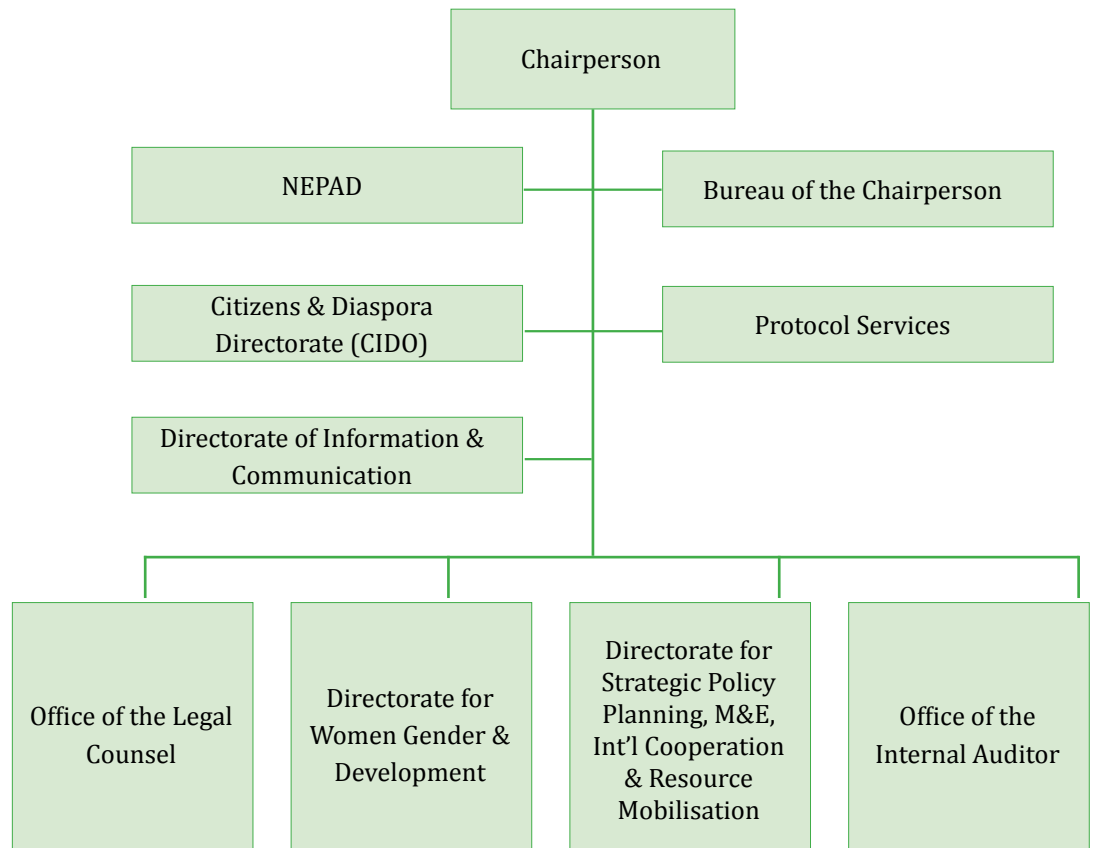 Chairperson
NEPAD
Bureau of the Chairperson
Citizens & Diaspora
Directorate (CIDO)
Protocol Services
Directorate of Information &
Communication
Office of the Legal
Counsel
Directorate for
Women Gender &
Development
Directorate for
Strategic Policy
Planning, M&E,
Int’l Cooperation
& Resource
Mobilisation
Office of the
Internal Auditor